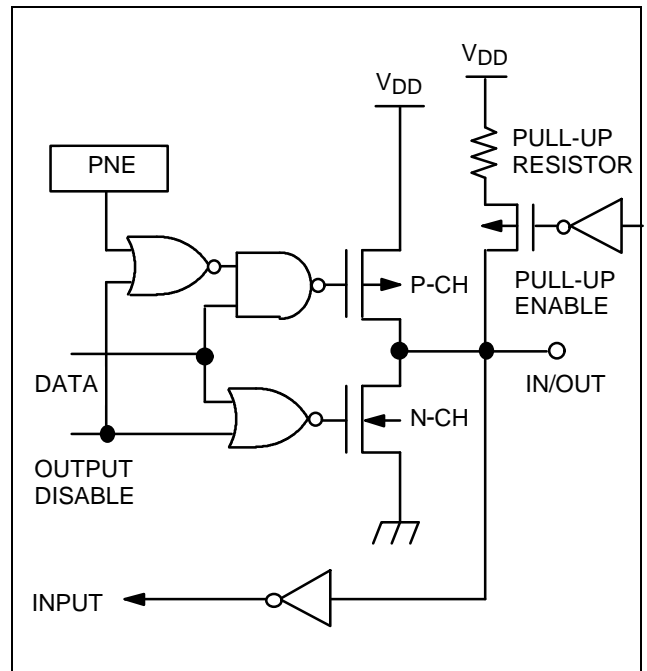 VDD
VDD
PULL-UP
RESISTOR
PNE
P-CH
PULL-UP
ENABLE
DATA
IN/OUT
N-CH
OUTPUT
DISABLE
INPUT